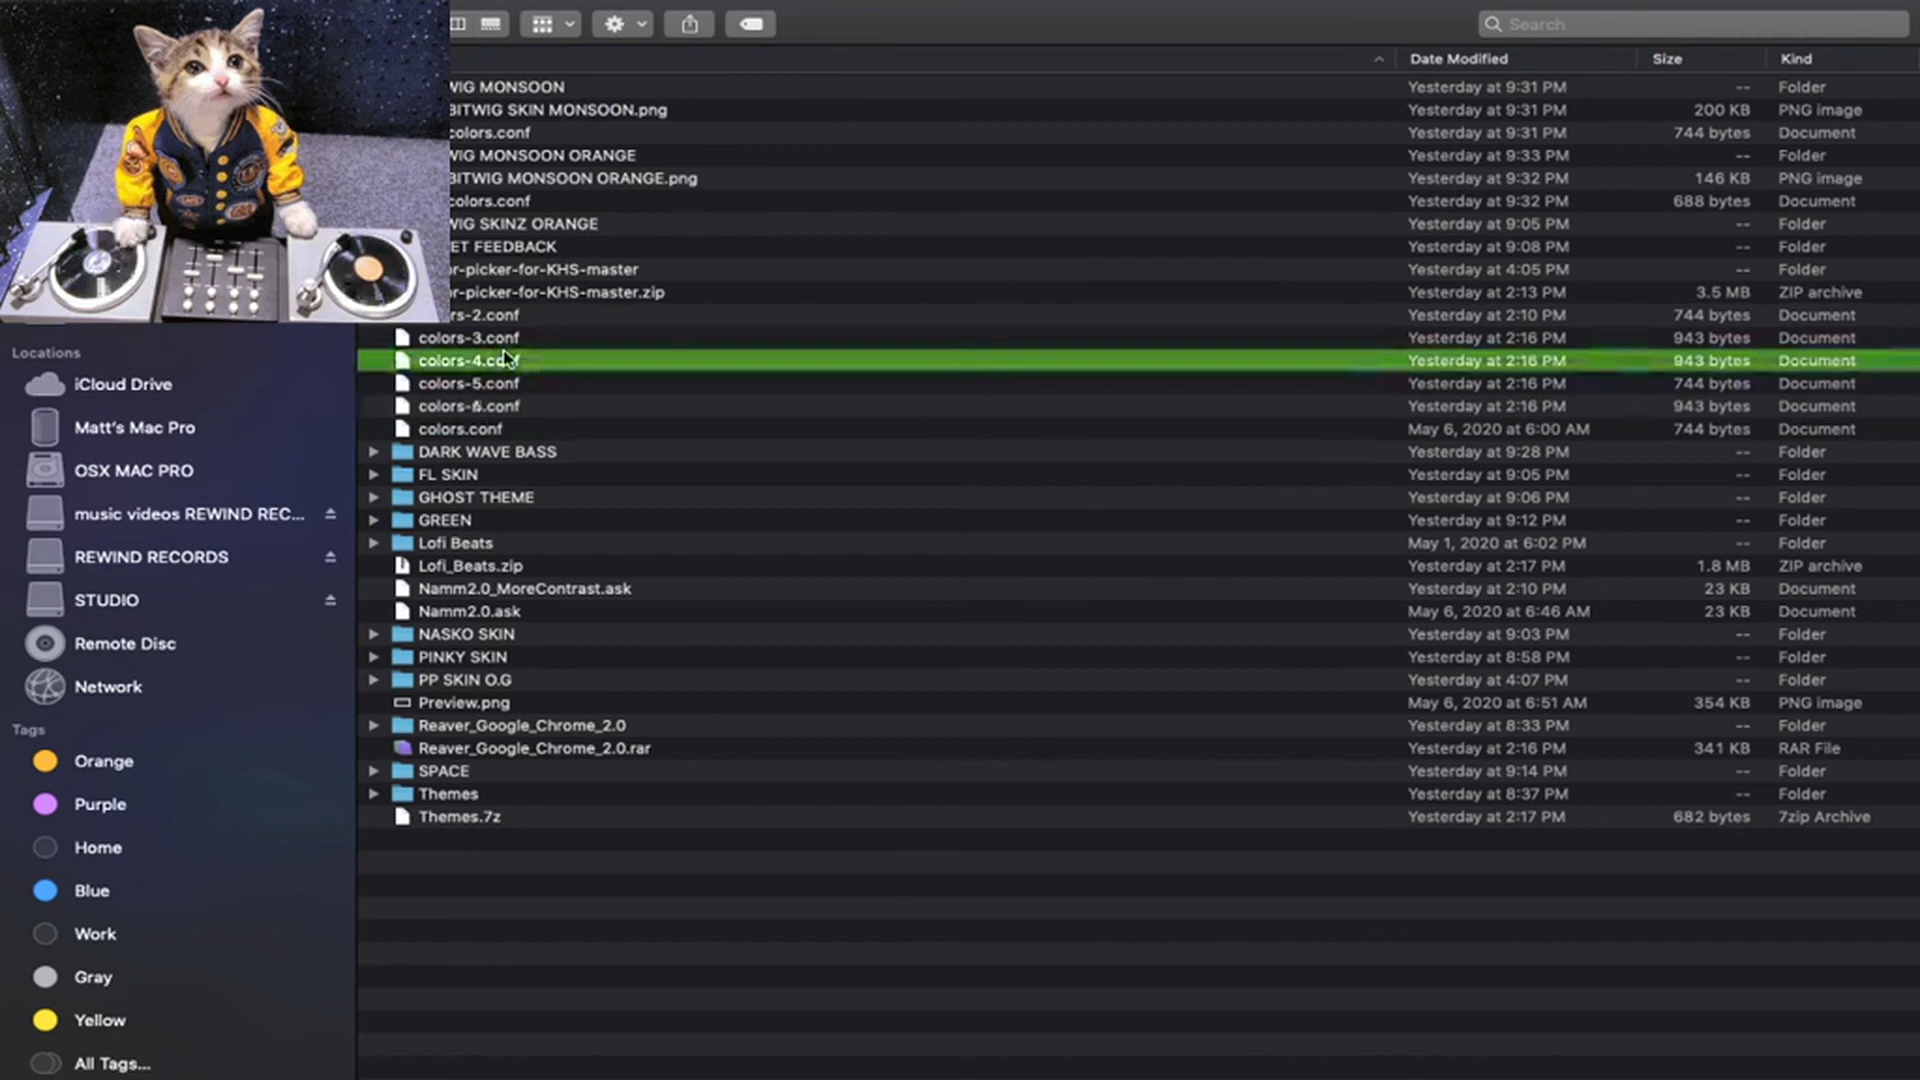 Search
Date Modified Size Kind
WIG MONSOON Yesterday at 9:31 PM -- Folder
BITWIG SKIN MONSOON.png Yesterday at 9:31 PM 200 KB PNG image
colors.conf Yesterday at 9:31 PM 744 bytes Document
WIG MONSOON ORANGE Yesterday at 9:33 PM -- Folder
BITWIG MONSOON ORANGE.png Yesterday at 9:32 PM 146 KB PNG image
colors.conf Yesterday at 9:32 PM 688 bytes Document
WIG SKINZ ORANGE Yesterday at 9:05 PM -- Folder
ET FEEDBACK Yesterday at 9:08 PM -- Folder
r-picker-for-KHS-master Yesterday at 4:05 PM -- Folder
r-picker-for-KHS-master.zip Yesterday at 2:13 PM 3.5 MB ZIP archive
rs-2.conf Yesterday at 2:10 PM 744 bytes Document
colors-3.conf Yesterday at 2:16 PM 943 bytes Document
colors-4.conf Yesterday at 2:16 PM 943 bytes Document
colors-5.conf Yesterday at 2:16 PM 744 bytes Document
colors-6.conf Yesterday at 2:16 PM 943 bytes Document
colors.conf May 6, 2020 at 6:00 AM 744 bytes Document
DARK WAVE BASS Yesterday at 9:28 PM -- Folder
FL SKIN Yesterday at 9:05 PM -- Folder
GHOST THEME Yesterday at 9:06 PM -- Folder
GREEN Yesterday at 9:12 PM -- Folder
Lofi Beats May 1, 2020 at 6:02 PM -- Folder
Lofi_Beats.zip Yesterday at 2:17 PM 1.8 MB ZIP archive
Namm2.0_MoreContrast.ask Yesterday at 2:10 PM 23 KB Document
Namm2.0.ask May 6, 2020 at 6:46 AM 23 KB Document
NASKO SKIN Yesterday at 9:03 PM -- Folder
PINKY SKIN Yesterday at 8:58 PM -- Folder
PP SKIN O.G Yesterday at 4:07 PM -- Folder
Preview.png May 6, 2020 at 6:51 AM 354 KB PNG image
Reaver_Google_Chrome_2.0 Yesterday at 8:33 PM -- Folder
Reaver_Google_Chrome_2.0.rar Yesterday at 2:16 PM 341 KB RAR File
SPACE Yesterday at 9:14 PM -- Folder
Themes Yesterday at 8:37 PM -- Folder
Themes.7z Yesterday at 2:17 PM 682 bytes 7zip Archive
Locations
iCloud Drive
Matt's Mac Pro
OSX MAC PRO
music videos REWIND REC...
REWIND RECORDS
STUDIO
Remote Disc
Network
Tags
Orange
Purple
Home
Blue
Work
Gray
Yellow
All Tags...